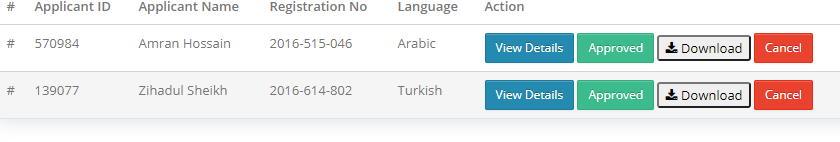 # Applicant ID Applicant Name Registration No Language Action
# 570984 Amran Hossain 2016-515-046 Arabic View Details Approved Download Cancel
# 139077 Zihadul Sheikh 2016-614-802 Turkish View Details Approved Download Cancel